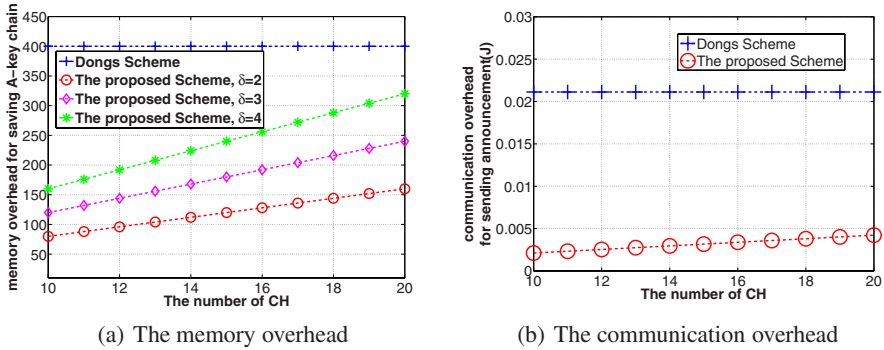 memory overhead for saving A-key chain
450
400
350
300
250
200
150
100
50
Dongs Scheme
The proposed Scheme, δ=2
The proposed Scheme, δ=3
The proposed Scheme, δ=4
10 12 14 16 18 20
The number of CH
(a) The memory overhead
communication overhead
for sending announcement(J)
0.03
0.025
0.02
0.015
0.01
0.005
0
Dongs Scheme
The proposed Scheme
10 12 14 16 18 20
The number of CH
(b) The communication overhead